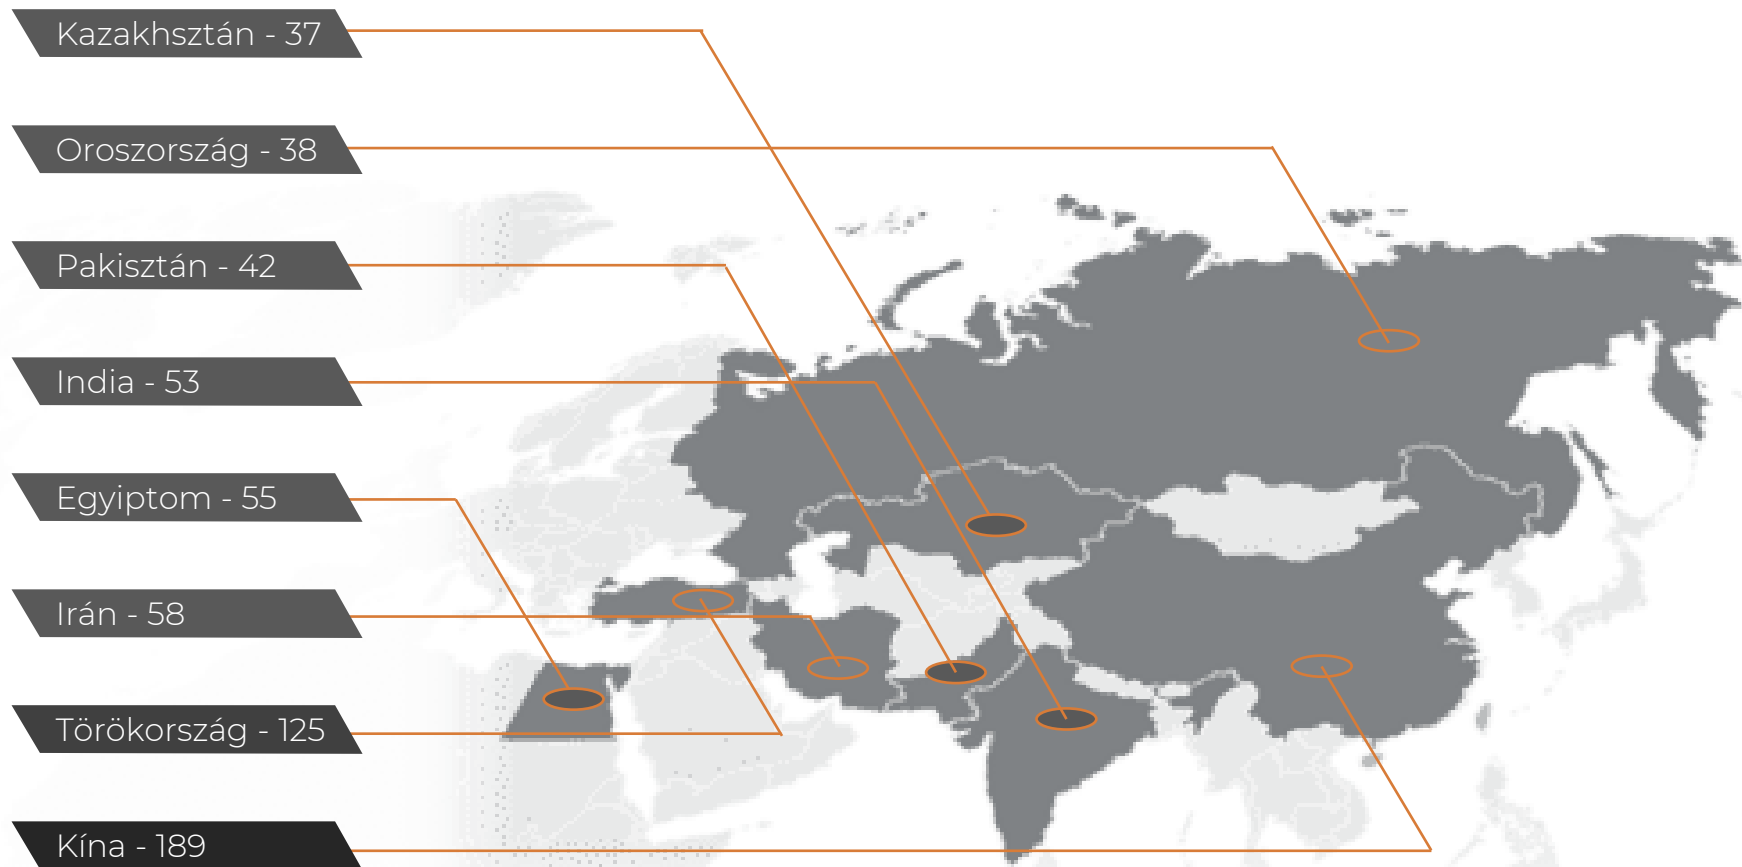 Kazakhsztán - 37
Oroszország - 38
Pakisztán - 42
India - 53
Egyiptom - 55
Irán - 58
Törökország - 125
Kína - 189